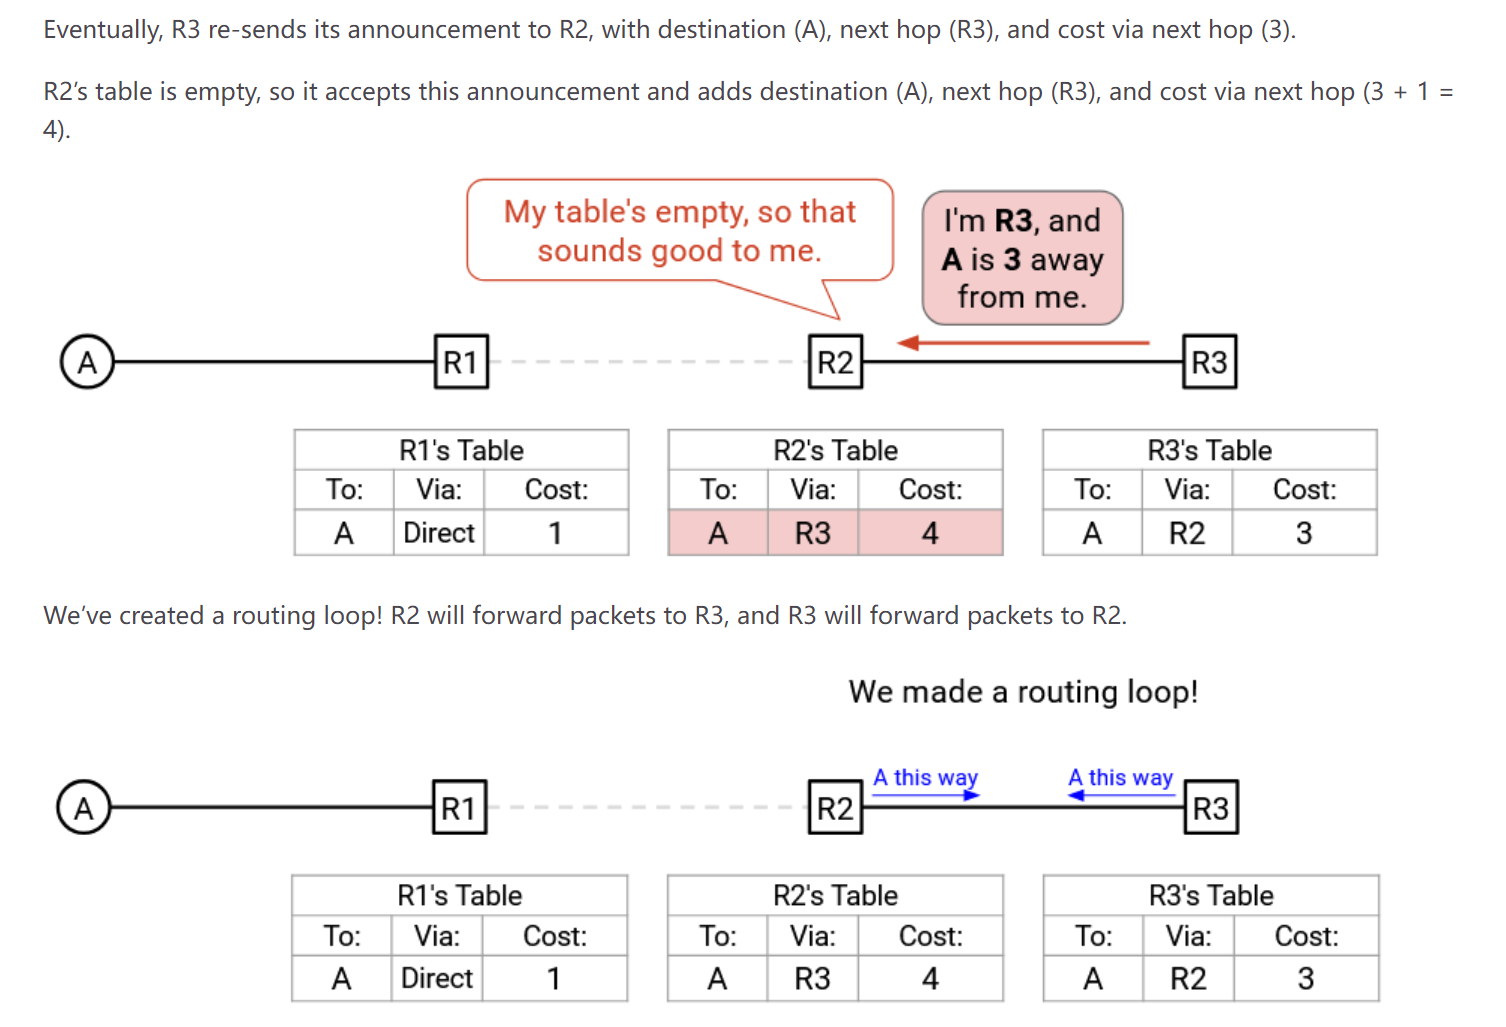 Eventually, R3 re-sends its announcement to R2, with destination (A), next hop (R3), and cost via next hop (3).
R2’s table is empty, so it accepts this announcement and adds destination (A), next hop (R3), and cost via next hop (3 + 1 =
4).
My table's empty, so that
sounds good to me.
I'm R3, and
A is 3 away
from me.
A
R1
R2
R3
R1's Table
To: Via: Cost:
A Direct 1
R2's Table
To: Via: Cost:
A R3 4
R3's Table
To: Via: Cost:
A R2 3
We’ve created a routing loop! R2 will forward packets to R3, and R3 will forward packets to R2.
We made a routing loop!
A this way
A this way
A
R1
R2
R3
R1's Table
To: Via: Cost:
A Direct 1
R2's Table
To: Via: Cost:
A R3 4
R3's Table
To: Via: Cost:
A R2 3